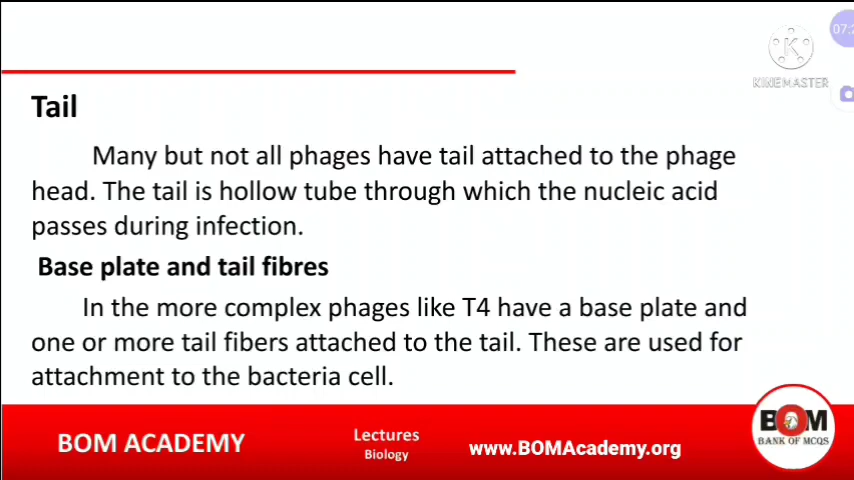 07:2
KINEMASTER
Tail
Many but not all phages have tail attached to the phage
head. The tail is hollow tube through which the nucleic acid
passes during infection.
Base plate and tail fibres
In the more complex phages like T4 have a base plate and
one or more tail fibers attached to the tail. These are used for
attachment to the bacteria cell.
BOM ACADEMY
Lectures
Biology
www.BOMAcademy.org
BOM
BANK OF MCQS